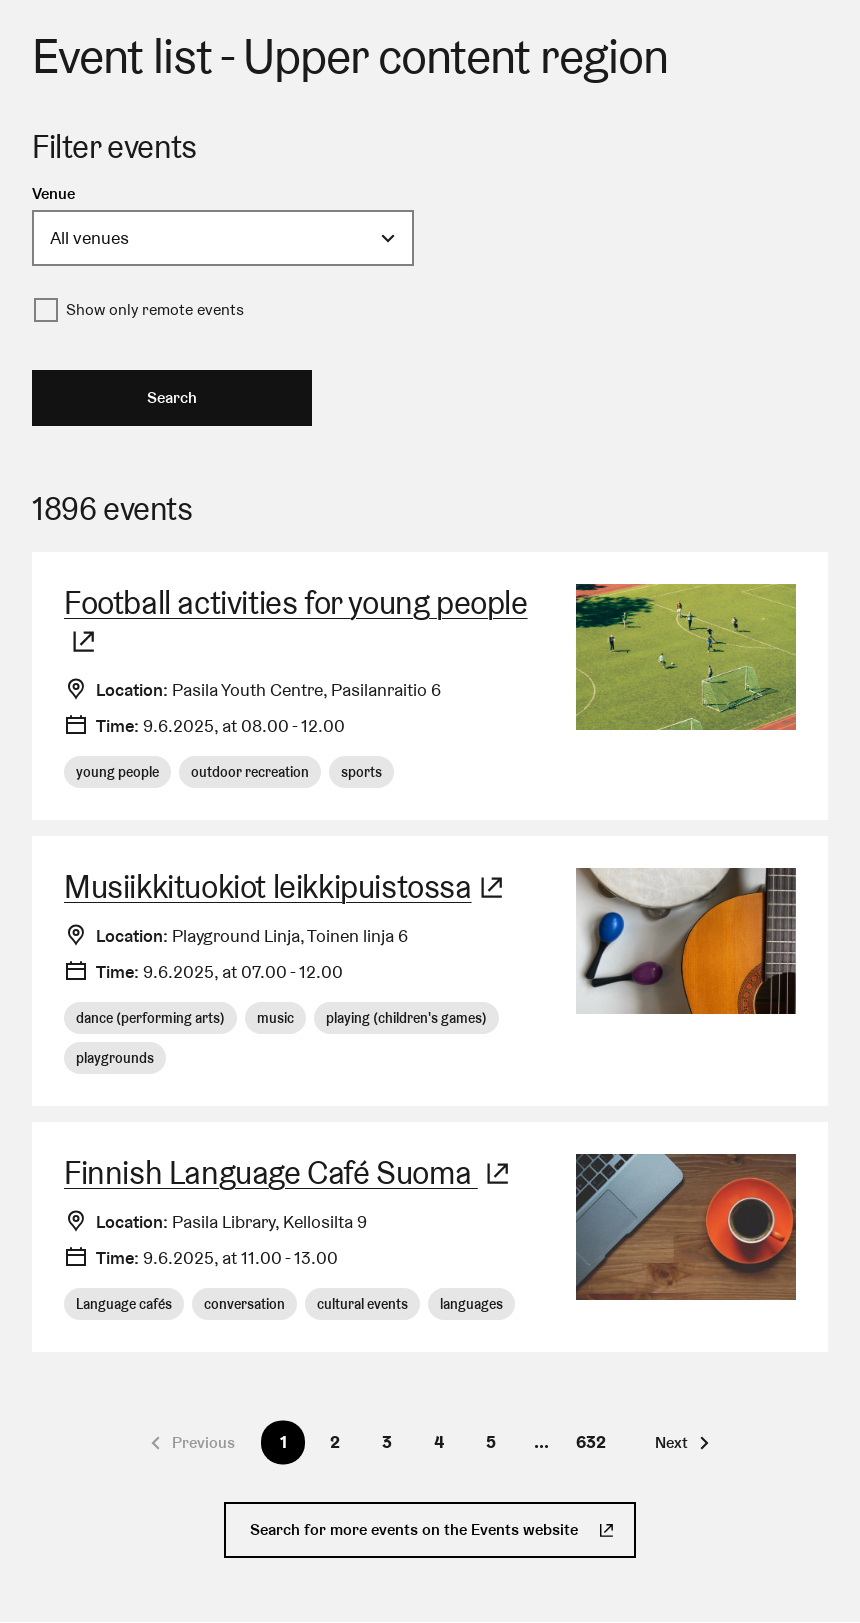 Event list - Upper content region
Filter events
Venue
All venues
Show only remote events
Search
1896 events
Football activities for young people
Location: Pasila Youth Centre, Pasilanraitio 6
Time: 9.6.2025, at 08.00 - 12.00
young people outdoor recreation sports
Musiikkituokiot leikkipuistossa
Location: Playground Linja, Toinen linja 6
Time: 9.6.2025, at 07.00 - 12.00
dance (performing arts) music playing (children's games)
playgrounds
Finnish Language Café Suoma
Location: Pasila Library, Kellosilta 9
Time: 9.6.2025, at 11.00 - 13.00
Language cafés conversation cultural events languages
Previous 1 2 3 4 5 ... 632 Next
Search for more events on the Events website